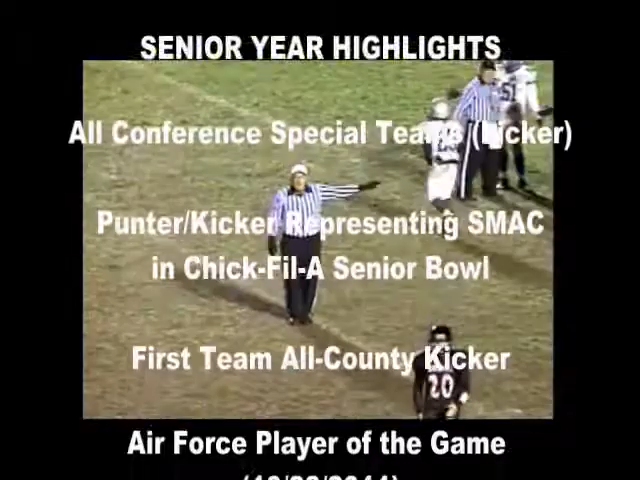 SENIOR YEAR HIGHLIGHTS
All Conference Special Teams (Kicker)
Punter/Kicker Representing SMAC
in Chick-Fil-A Senior Bowl
First Team All-County Kicker
20
Air Force Player of the Game